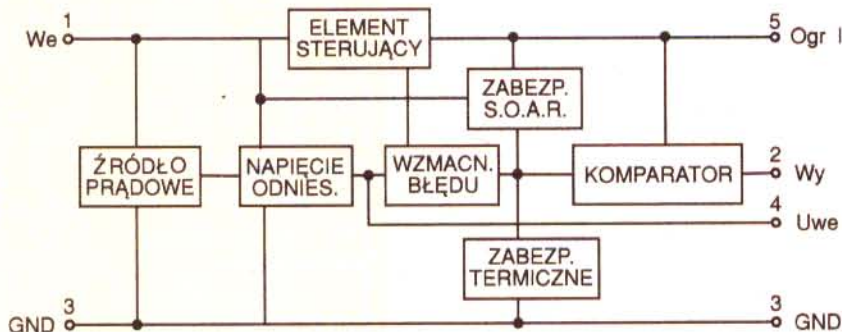 1
We
ELEMENT
STERUJĄCY
5
Ogr I
ZABEZP.
S.O.A.R.
ŹRÓDŁO
PRĄDOWE
NAPIĘCIE
ODNIES.
WZMACN.
BŁĘDU
KOMPARATOR
2
Wy
4
Uwe
ZABEZP.
TERMICZNE
3
GND
3
GND